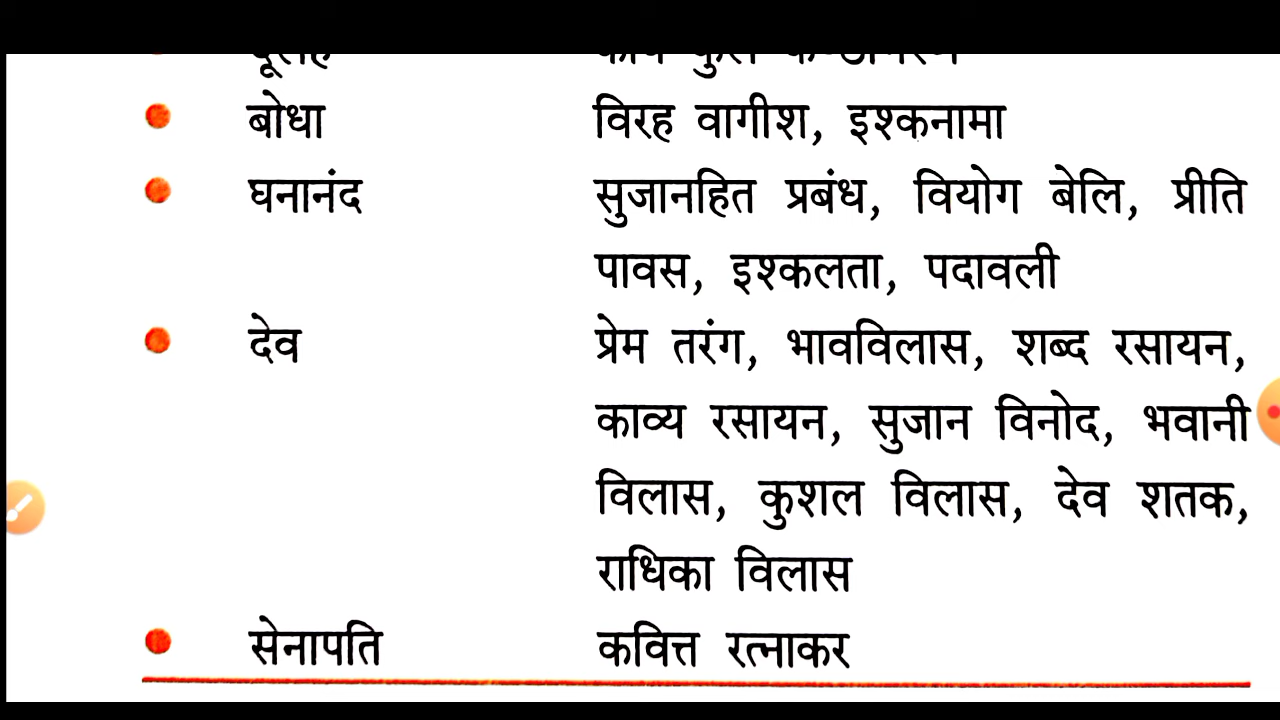 बोधा विरह वागीश, इश्कनामा
घनानंद सुजानहित प्रबंध, वियोग बेलि, प्रीति
पावस, इश्कलता, पदावली
देव प्रेम तरंग, भावविलास, शब्द रसायन,
काव्य रसायन, सुजान विनोद, भवानी
विलास, कुशल विलास, देव शतक,
राधिका विलास
सेनापति कवित्त रत्नाकर